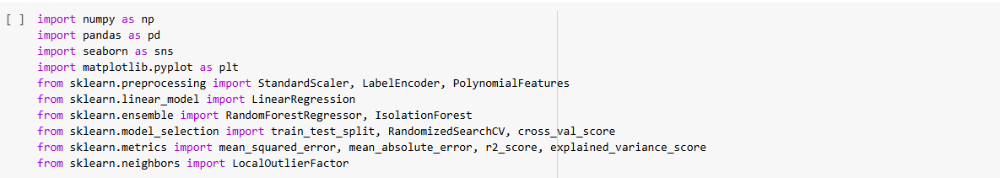 [ ] import numpy as np
import pandas as pd
import seaborn as sns
import matplotlib.pyplot as plt
from sklearn.preprocessing import StandardScaler, LabelEncoder, PolynomialFeatures
from sklearn.linear_model import LinearRegression
from sklearn.ensemble import RandomForestRegressor, IsolationForest
from sklearn.model_selection import train_test_split, RandomizedSearchCV, cross_val_score
from sklearn.metrics import mean_squared_error, mean_absolute_error, r2_score, explained_variance_score
from sklearn.neighbors import LocalOutlierFactor